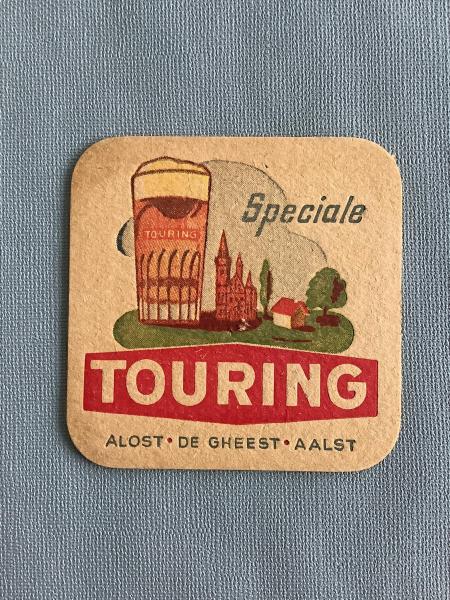 Speciale
TOURING
TOURING
ALOST • DE GHEEST • AALST